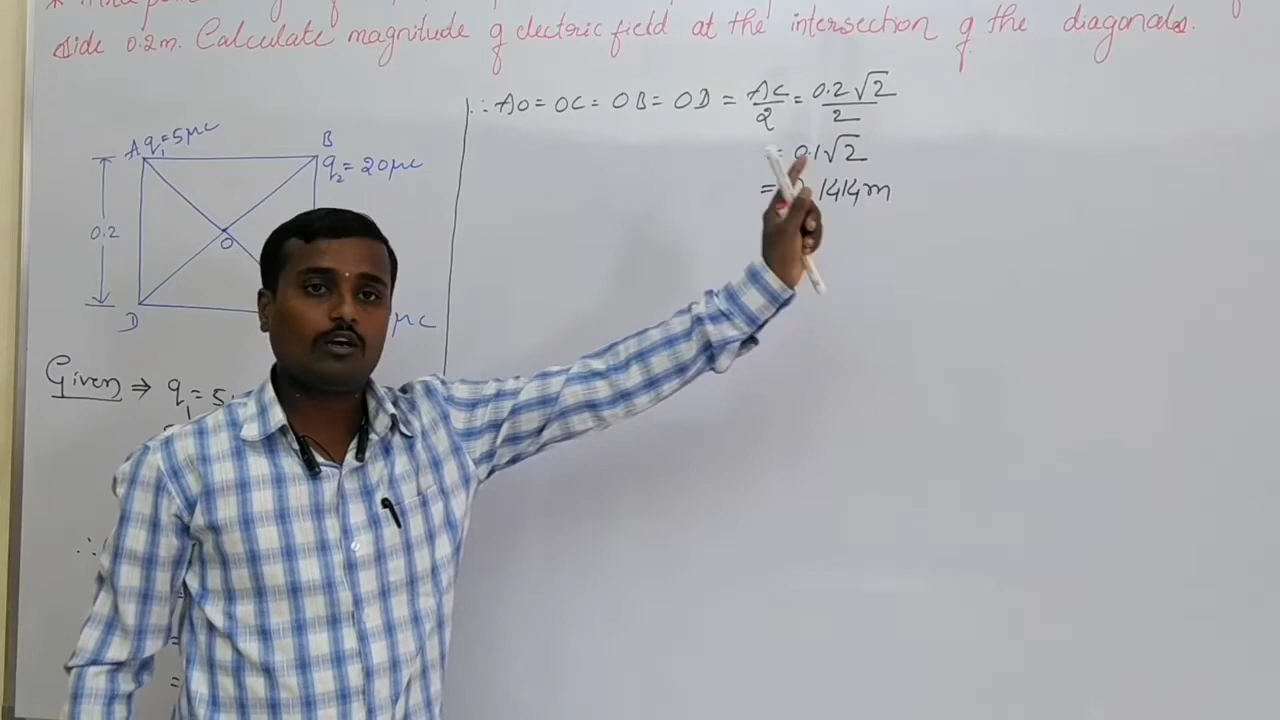 side 0.2m. Calculate magnitude of electric field at the intersection of the diagonals.
∴ AO = OC = OB = OD = AC/2 = 0.2√2/2
= 0.1√2
= 1414m
A q₁=5μc
B
q₂= 20μc
0.2
O
D
μc
Given ⇒ q₁= 5
∴
=
=
=